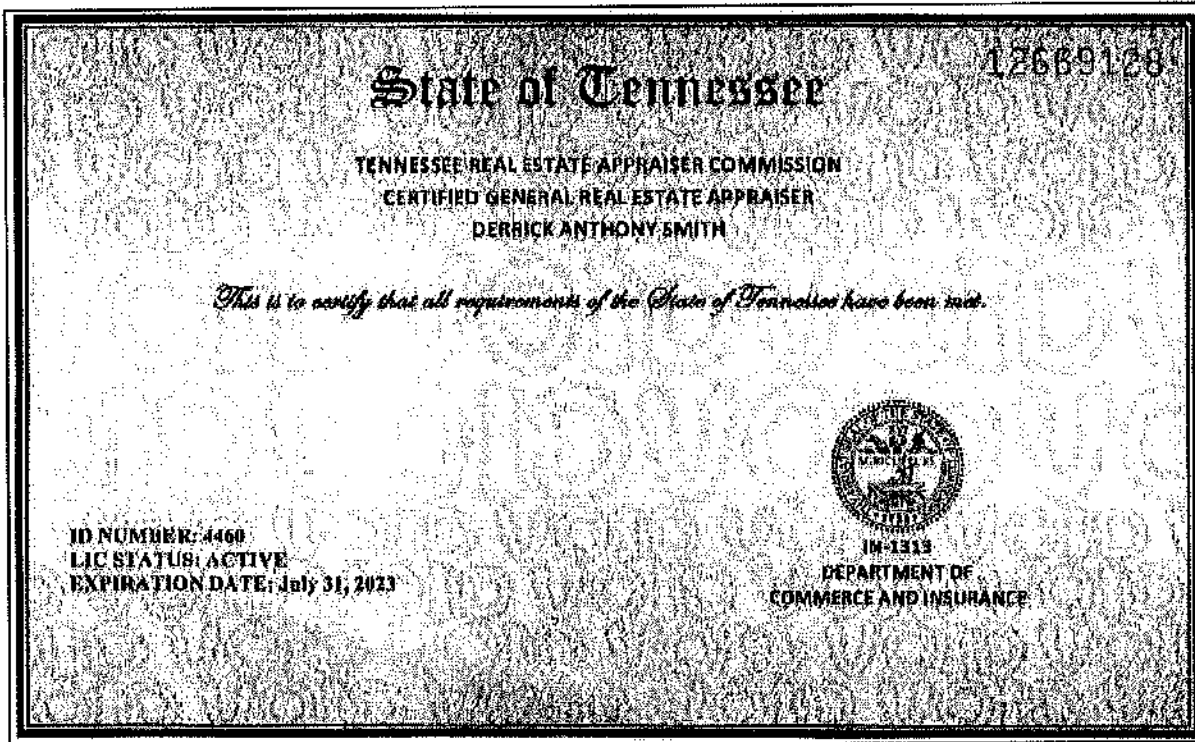 12669128
State of Tennessee
TENNESSEE REAL ESTATE APPRAISER COMMISSION
CERTIFIED GENERAL REAL ESTATE APPRAISER
DERRICK ANTHONY SMITH
This is to certify that all requirements of the State of Tennessee have been met.
AGRICULTURE
ID NUMBER: 4460
LIC STATUS: ACTIVE
EXPIRATION DATE: July 31, 2023
IN-1313
DEPARTMENT OF
COMMERCE AND INSURANCE